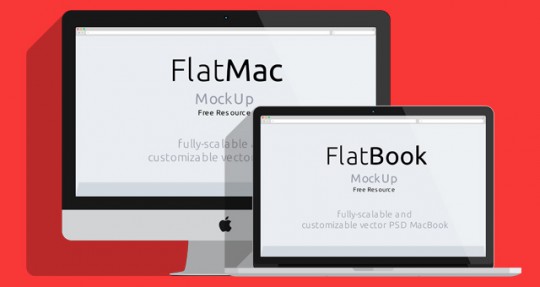 FlatMac
MockUp
Free Resource
fully-scalable
customizable vector
FlatBook
MockUp
Free Resource
fully-scalable and
customizable vector PSD MacBook